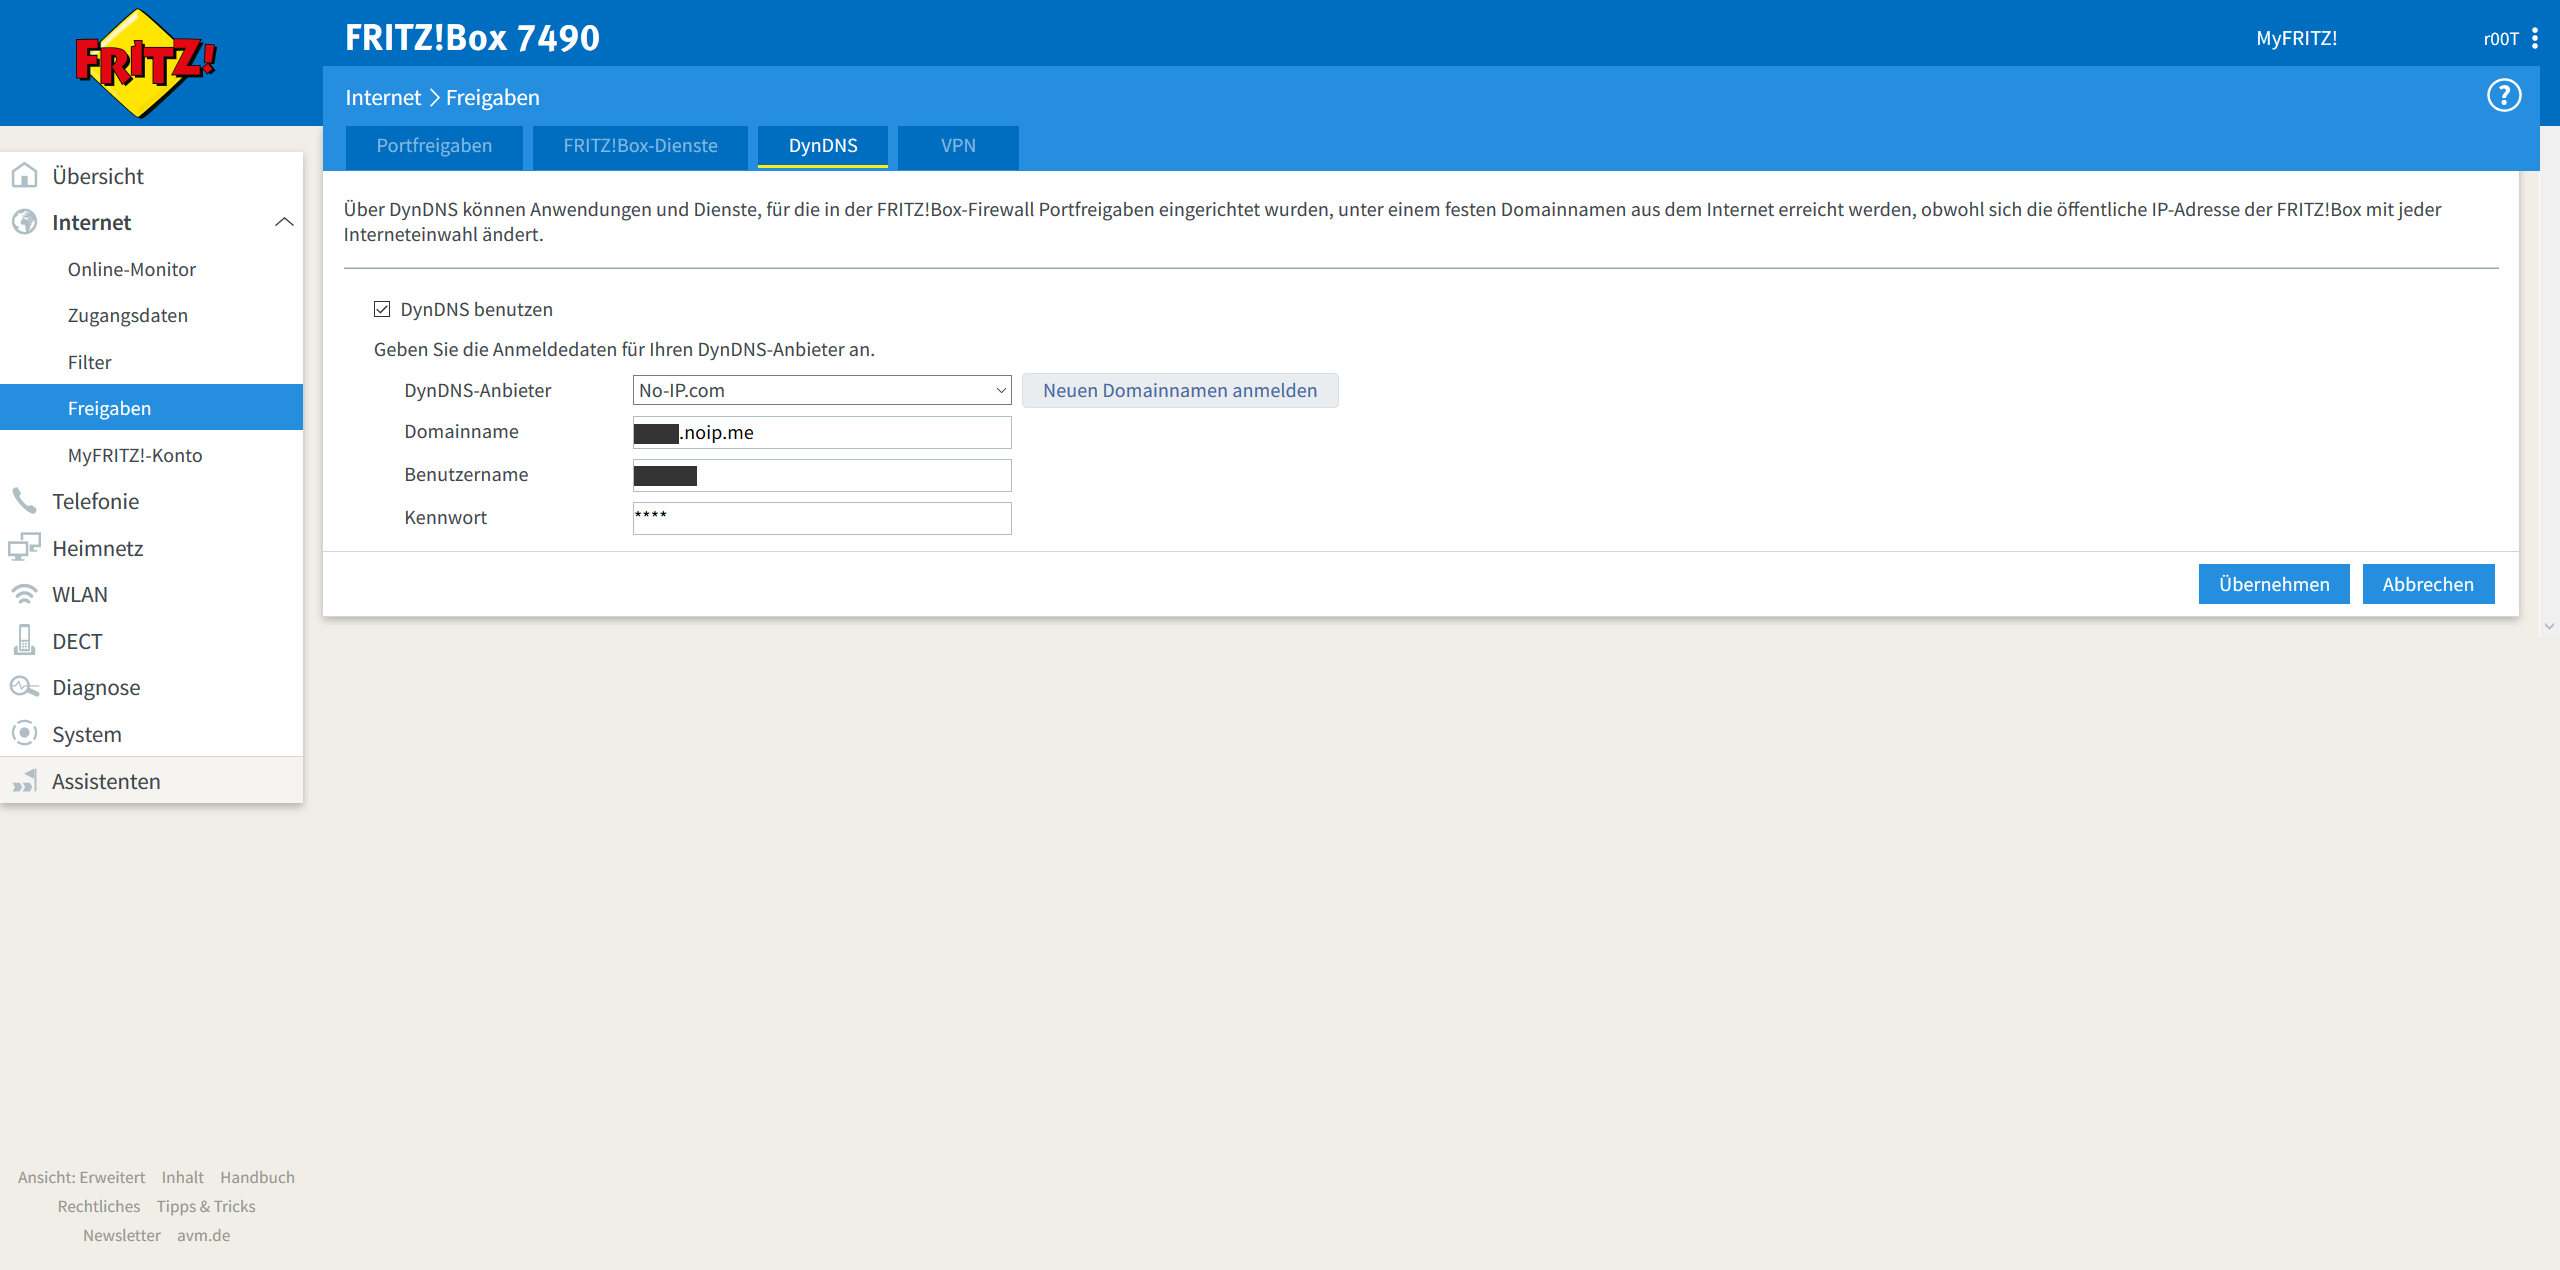 FRITZ!
FRITZ!Box 7490
MyFRITZ!
r00T
Internet > Freigaben
?
Portfreigaben
FRITZ!Box-Dienste
DynDNS
VPN
Übersicht
Internet
Online-Monitor
Zugangsdaten
Filter
Freigaben
MyFRITZ!-Konto
Telefonie
Heimnetz
WLAN
DECT
Diagnose
System
Assistenten
Über DynDNS können Anwendungen und Dienste, für die in der FRITZ!Box-Firewall Portfreigaben eingerichtet wurden, unter einem festen Domainnamen aus dem Internet erreicht werden, obwohl sich die öffentliche IP-Adresse der FRITZ!Box mit jeder
Interneteinwahl ändert.
DynDNS benutzen
Geben Sie die Anmeldedaten für Ihren DynDNS-Anbieter an.
DynDNS-Anbieter
No-IP.com
Neuen Domainnamen anmelden
Domainname
.noip.me
Benutzername
Kennwort
****
Übernehmen
Abbrechen
Ansicht: Erweitert Inhalt Handbuch
Rechtliches Tipps & Tricks
Newsletter avm.de